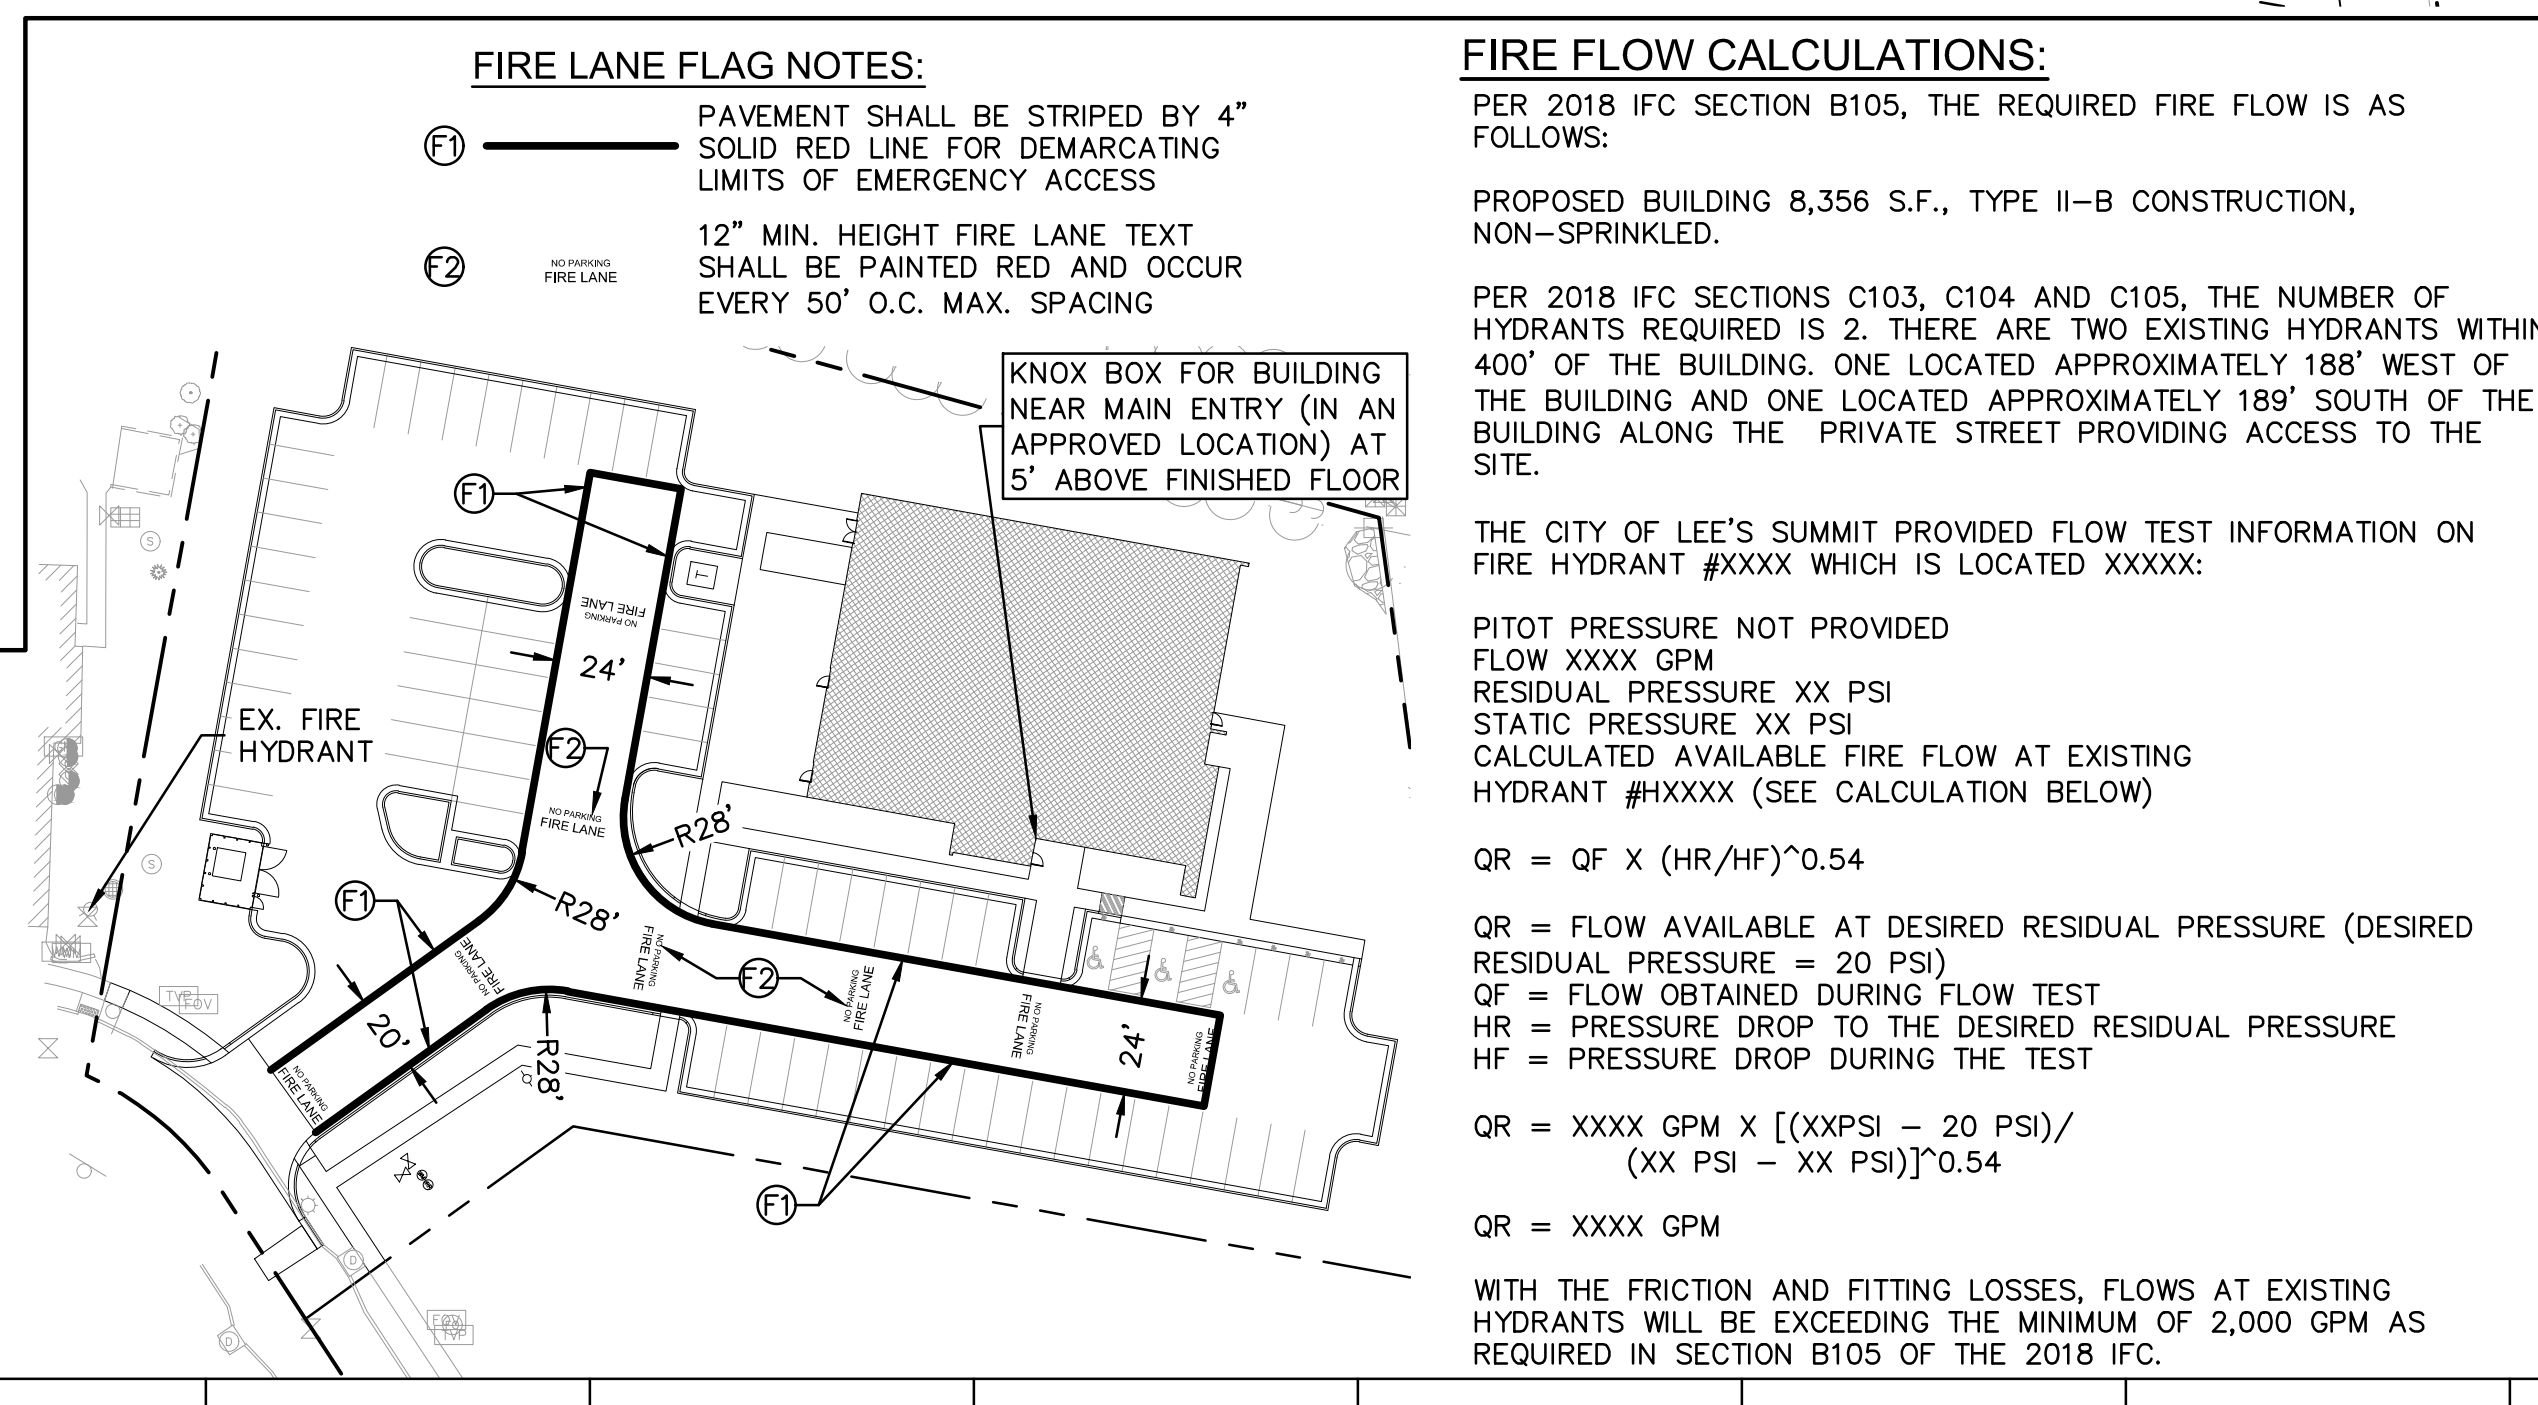 FIRE LANE FLAG NOTES:
F1
PAVEMENT SHALL BE STRIPED BY 4"
SOLID RED LINE FOR DEMARCATING
LIMITS OF EMERGENCY ACCESS
F2
NO PARKING
FIRE LANE
12" MIN. HEIGHT FIRE LANE TEXT
SHALL BE PAINTED RED AND OCCUR
EVERY 50' O.C. MAX. SPACING
KNOX BOX FOR BUILDING
NEAR MAIN ENTRY (IN AN
APPROVED LOCATION) AT
5' ABOVE FINISHED FLOOR
F1
S
T
NO PARKING
FIRE LANE
24'
EX. FIRE
HYDRANT
F2
NO PARKING
FIRE LANE
R28'
S
F1
R28'
NO PARKING
FIRE LANE
NO PARKING
FIRE LANE
F2
NO PARKING
FIRE LANE
NO PARKING
FIRE LANE
NO PARKING
FIRE LANE
24'
20'
R28'
TVP
FOV
NO PARKING
FIRE LANE
F1
D
D
TVP
FIRE FLOW CALCULATIONS:
PER 2018 IFC SECTION B105, THE REQUIRED FIRE FLOW IS AS
FOLLOWS:
PROPOSED BUILDING 8,356 S.F., TYPE II-B CONSTRUCTION,
NON-SPRINKLED.
PER 2018 IFC SECTIONS C103, C104 AND C105, THE NUMBER OF
HYDRANTS REQUIRED IS 2. THERE ARE TWO EXISTING HYDRANTS WITHIN
400' OF THE BUILDING. ONE LOCATED APPROXIMATELY 188' WEST OF
THE BUILDING AND ONE LOCATED APPROXIMATELY 189' SOUTH OF THE
BUILDING ALONG THE PRIVATE STREET PROVIDING ACCESS TO THE
SITE.
THE CITY OF LEE'S SUMMIT PROVIDED FLOW TEST INFORMATION ON
FIRE HYDRANT #XXXX WHICH IS LOCATED XXXXX:
PITOT PRESSURE NOT PROVIDED
FLOW XXXX GPM
RESIDUAL PRESSURE XX PSI
STATIC PRESSURE XX PSI
CALCULATED AVAILABLE FIRE FLOW AT EXISTING
HYDRANT #HXXXX (SEE CALCULATION BELOW)
QR = QF X (HR/HF)^0.54
QR = FLOW AVAILABLE AT DESIRED RESIDUAL PRESSURE (DESIRED
RESIDUAL PRESSURE = 20 PSI)
QF = FLOW OBTAINED DURING FLOW TEST
HR = PRESSURE DROP TO THE DESIRED RESIDUAL PRESSURE
HF = PRESSURE DROP DURING THE TEST
QR = XXXX GPM X [(XXPSI - 20 PSI)/
(XX PSI - XX PSI)]^0.54
QR = XXXX GPM
WITH THE FRICTION AND FITTING LOSSES, FLOWS AT EXISTING
HYDRANTS WILL BE EXCEEDING THE MINIMUM OF 2,000 GPM AS
REQUIRED IN SECTION B105 OF THE 2018 IFC.